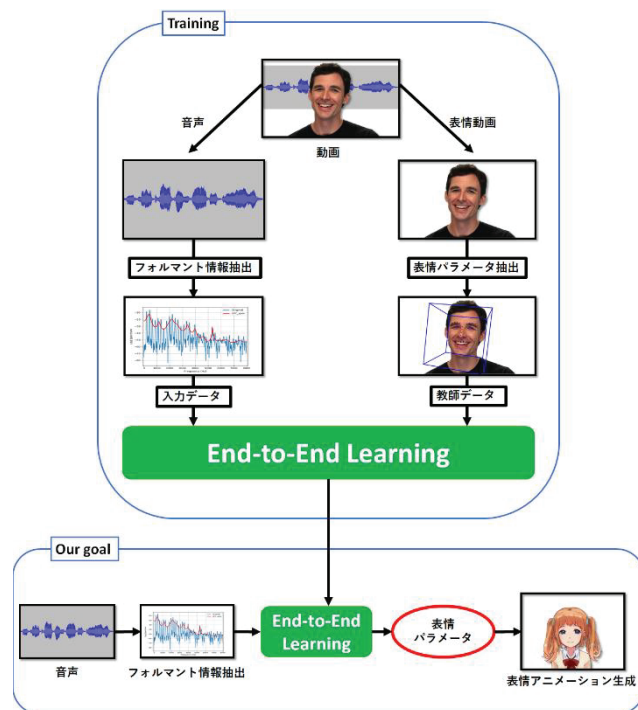 Training
音声
動画
表情動画
フォルマント情報抽出
表情パラメータ抽出
入力データ
教師データ
End-to-End Learning
Our goal
音声
フォルマント情報抽出
End-to-End
Learning
表情
パラメータ
表情アニメーション生成